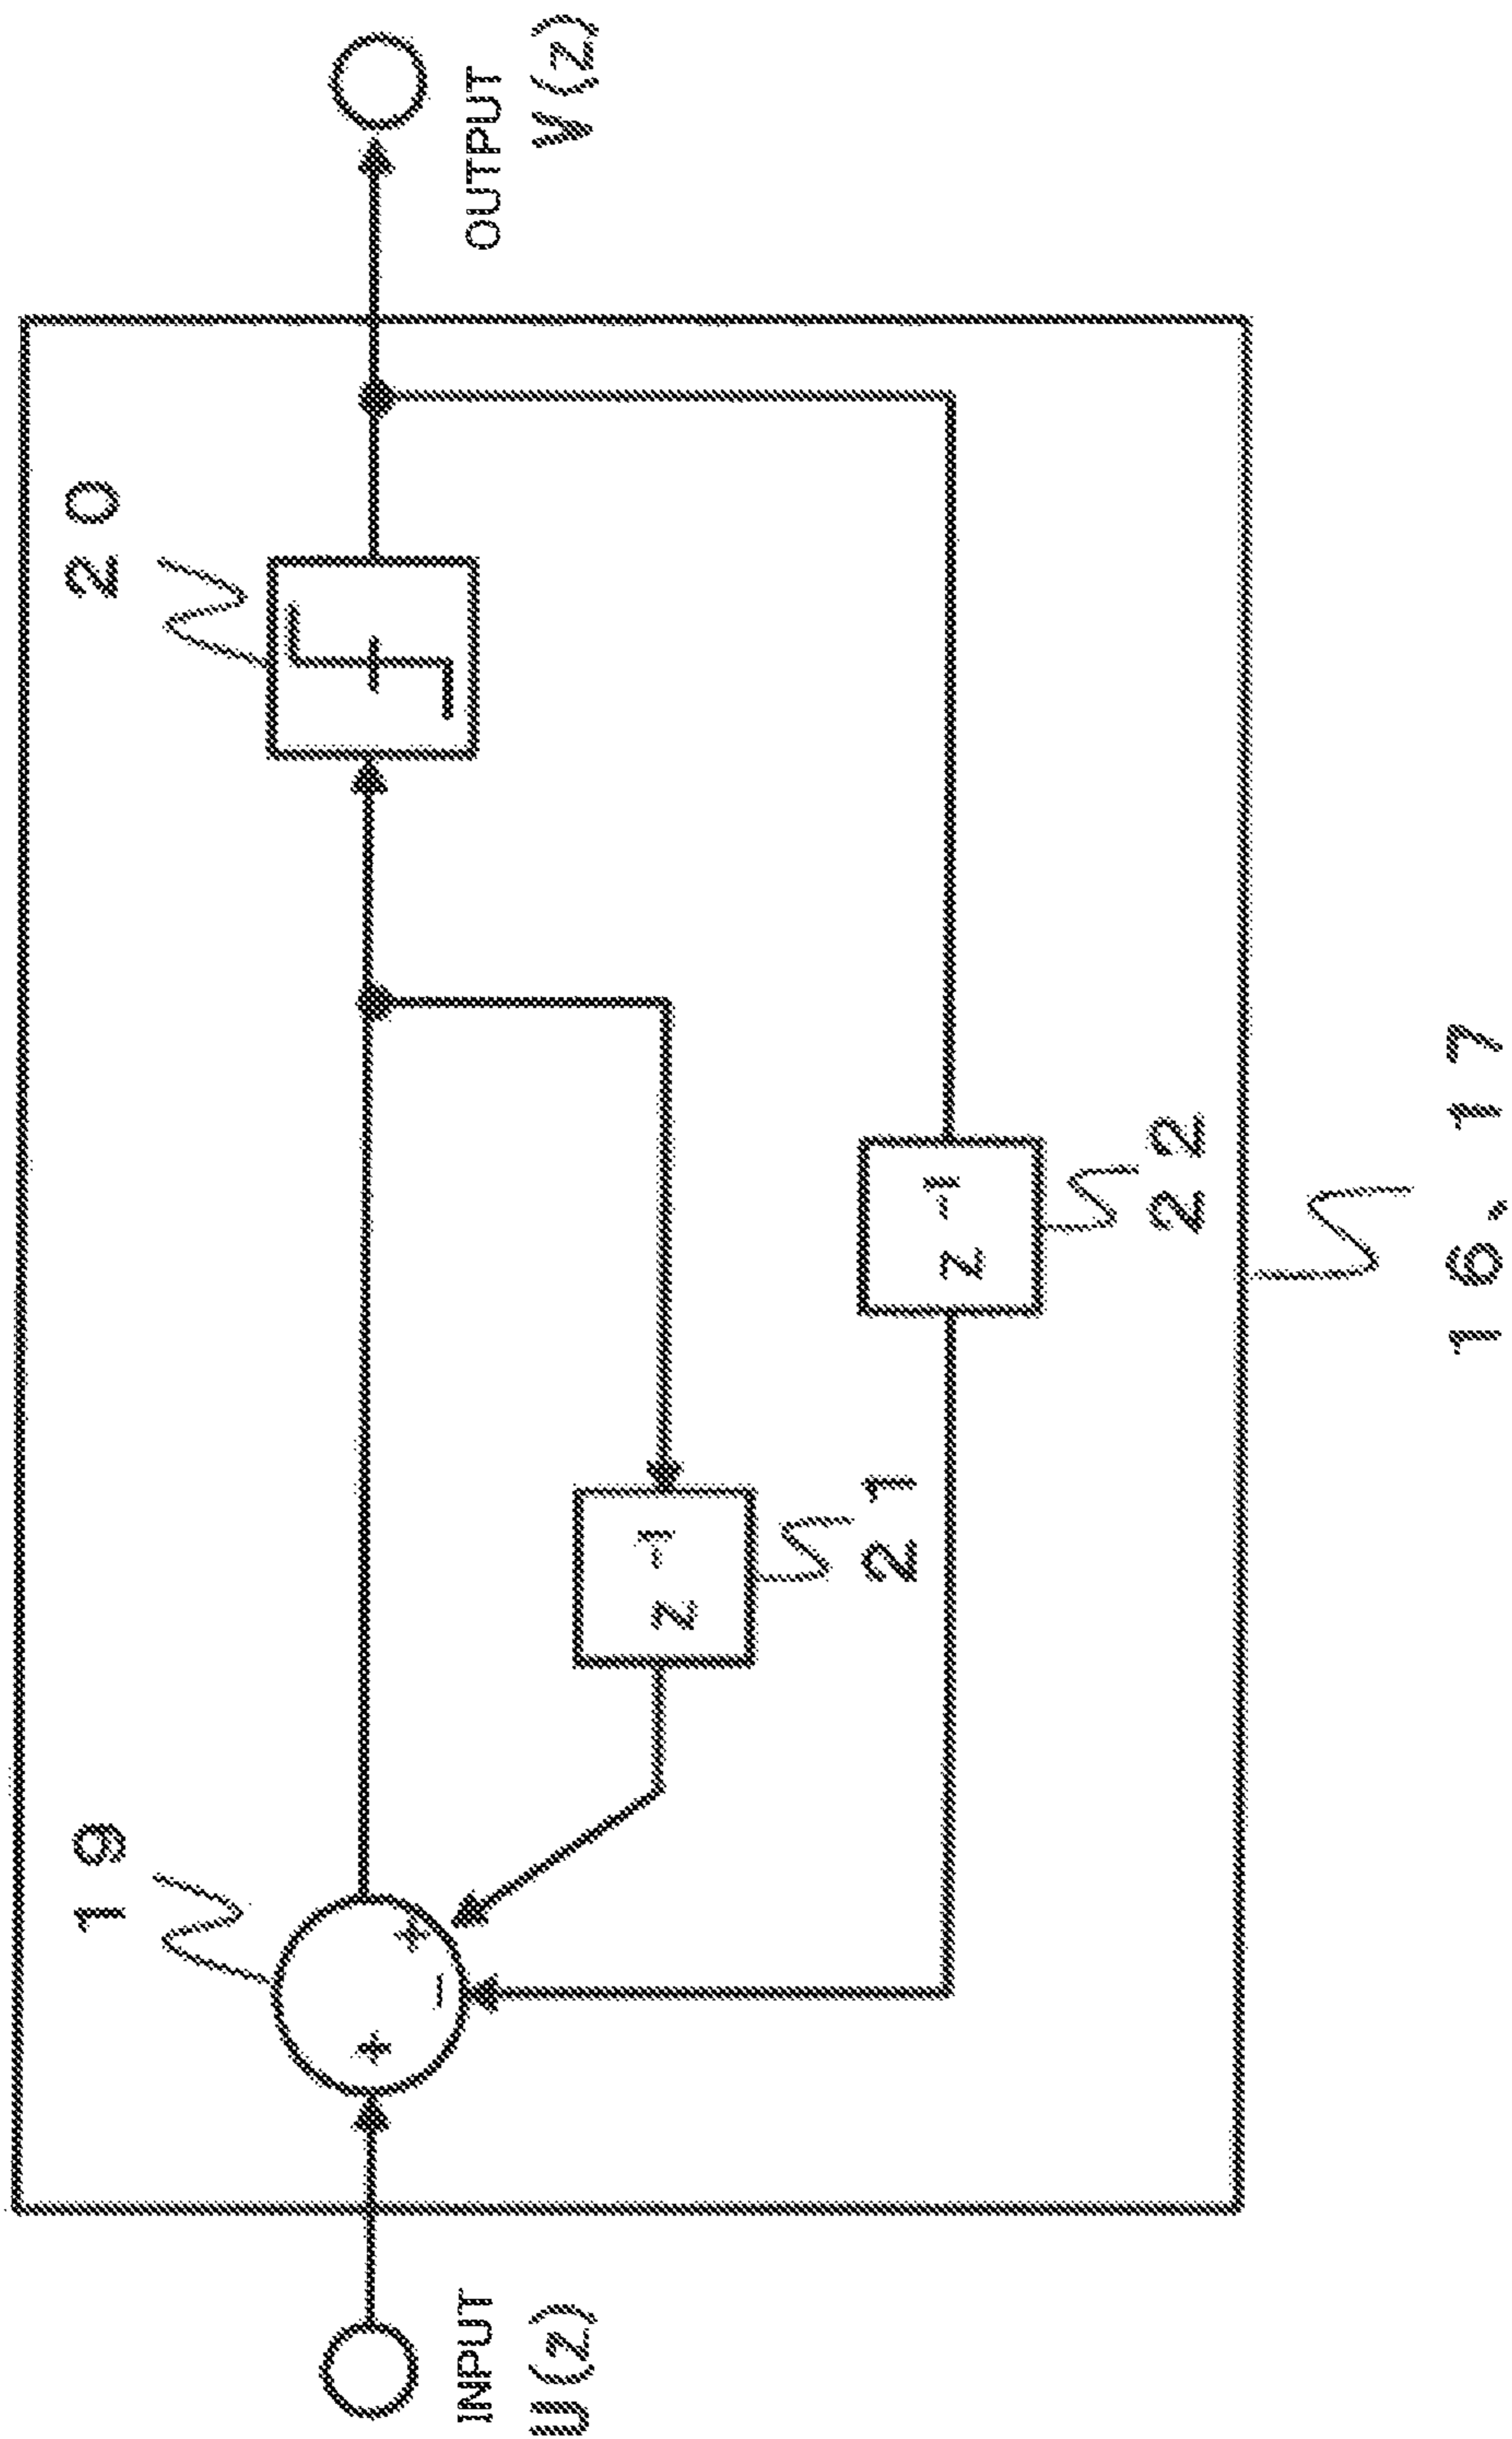 19
20
+
+
−
z⁻¹
21
z⁻¹
22
INPUT
U(z)
OUTPUT
V(z)
16、17